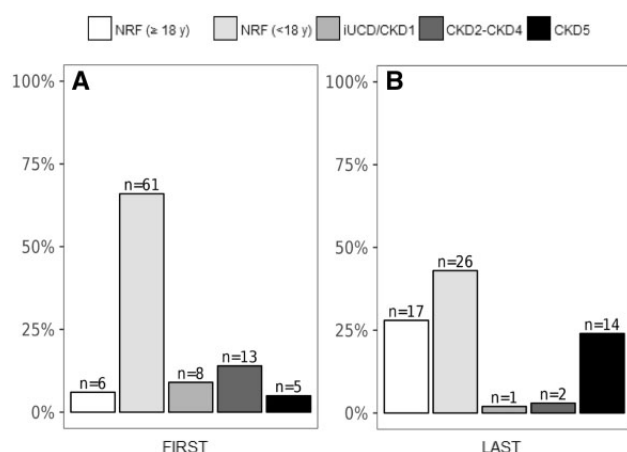 NRF (≥ 18 y) NRF (<18 y) iUCD/CKD1 CKD2-CKD4 CKD5
A
100%
75%
50%
25%
0%
n=6
n=61
n=8
n=13
n=5
FIRST
B
100%
75%
50%
25%
0%
n=17
n=26
n=1
n=2
n=14
LAST